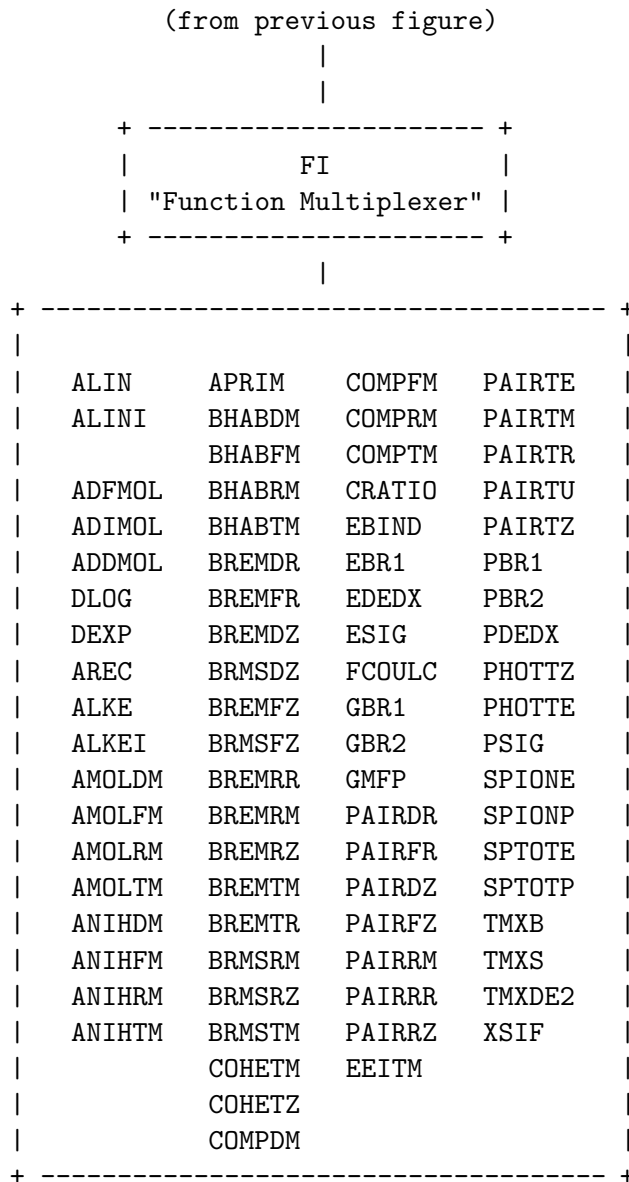 (from previous figure)
|
|
+ ---------------------- +
| FI |
| "Function Multiplexer" |
+ ---------------------- +
|
+ ------------------------------------- +
| |
| ALIN APRIM COMPFM PAIRTE |
| ALINI BHABDM COMPRM PAIRTM |
| BHABFM COMPTM PAIRTR |
| ADFMOL BHABRM CRATIO PAIRTU |
| ADIMOL BHABTM EBIND PAIRTZ |
| ADDMOL BREMDR EBR1 PBR1 |
| DLOG BREMFR EDEDX PBR2 |
| DEXP BREMDZ ESIG PDEDX |
| AREC BRMSDZ FCOULC PHOTTZ |
| ALKE BREMFZ GBR1 PHOTTE |
| ALKEI BRMSFZ GBR2 PSIG |
| AMOLDM BREMRR GMFP SPIONE |
| AMOLFM BREMRM PAIRDR SPIONP |
| AMOLRM BREMRZ PAIRFR SPTOTE |
| AMOLTM BREMTM PAIRDZ SPTOTP |
| ANIHDM BREMTR PAIRFZ TMXB |
| ANIHFM BRMSRM PAIRRM TMXS |
| ANIHRM BRMSRZ PAIRRR TMXDE2 |
| ANIHTM BRMSTM PAIRRZ XSIF |
| COHETM EEITM |
| COHETZ |
| COMPDM |
+ ------------------------------------- +